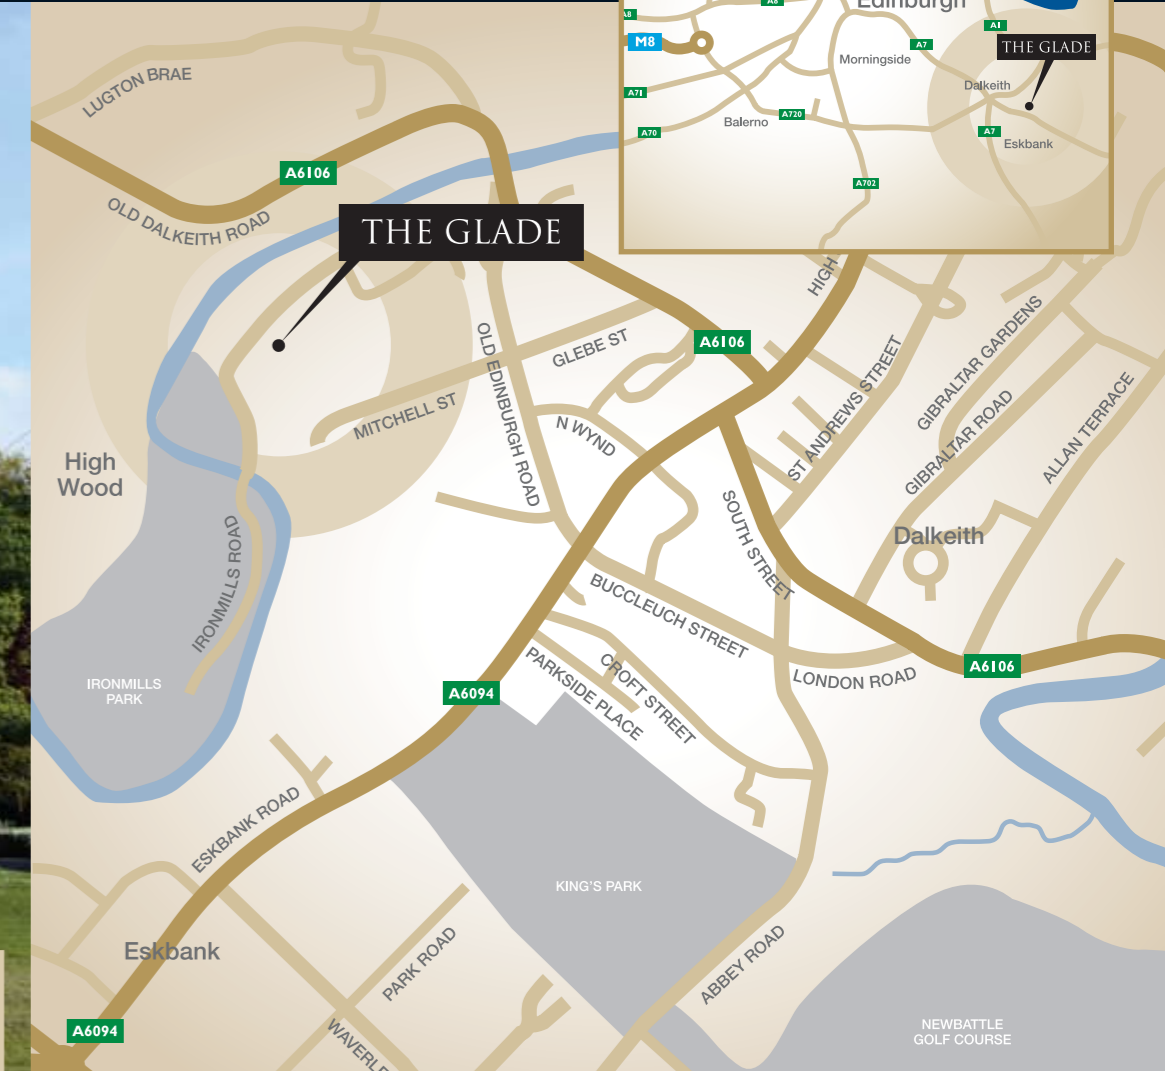 Edinburgh
A8
A8
A1
M8
A7
THE GLADE
Morningside
A71
Dalkeith
A720
Balerno
A70
A7
Eskbank
A702
LUGTON BRAE
A6106
OLD DALKEITH ROAD
THE GLADE
HIGH
OLD EDINBURGH ROAD
GLEBE ST
A6106
MITCHELL ST
N WYND
ST ANDREWS STREET
GIBRALTAR GARDENS
GIBRALTAR ROAD
ALLAN TERRACE
High
Wood
SOUTH STREET
Dalkeith
IRONMILLS ROAD
BUCCLEUCH STREET
IRONMILLS
PARK
A6094
PARKSIDE PLACE
CROFT STREET
LONDON ROAD
A6106
ESKBANK ROAD
KING'S PARK
Eskbank
PARK ROAD
ABBEY ROAD
A6094
WAVERLE
NEWBATTLE
GOLF COURSE